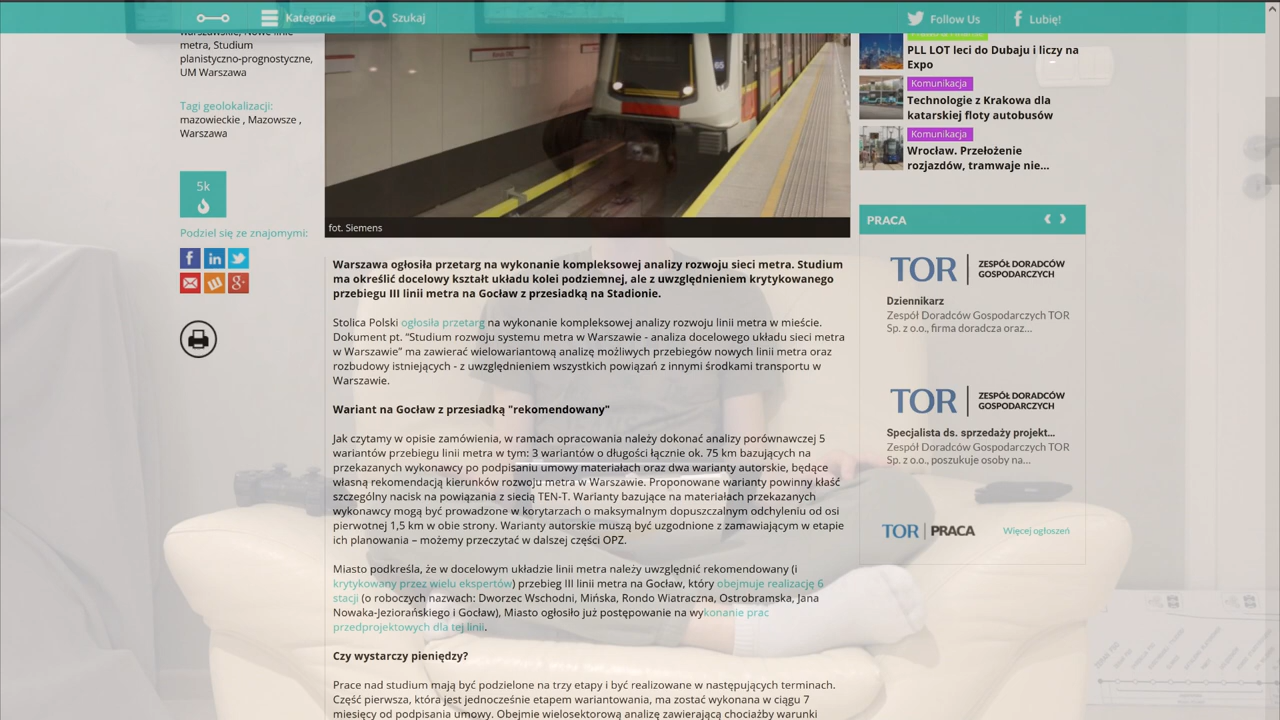 Kategorie
Szukaj
Follow Us
Lubię!
warszawskie, Nowe linie
metra, Studium
planistyczno-prognostyczne,
UM Warszawa
Tagi geolokalizacji:
mazowieckie , Mazowsze ,
Warszawa
5k
Podziel się ze znajomymi:
65
fot. Siemens
Warszawa ogłosiła przetarg na wykonanie kompleksowej analizy rozwoju sieci metra. Studium
ma określić docelowy kształt układu kolei podziemnej, ale z uwzględnieniem krytykowanego
przebiegu III linii metra na Gocław z przesiadką na Stadionie.
Stolica Polski ogłosiła przetarg na wykonanie kompleksowej analizy rozwoju linii metra w mieście.
Dokument pt. “Studium rozwoju systemu metra w Warszawie - analiza docelowego układu sieci metra
w Warszawie” ma zawierać wielowariantową analizę możliwych przebiegów nowych linii metra oraz
rozbudowy istniejących - z uwzględnieniem wszystkich powiązań z innymi środkami transportu w
Warszawie.
Wariant na Gocław z przesiadką "rekomendowany"
Jak czytamy w opisie zamówienia, w ramach opracowania należy dokonać analizy porównawczej 5
wariantów przebiegu linii metra w tym: 3 wariantów o długości łącznie ok. 75 km bazujących na
przekazanych wykonawcy po podpisaniu umowy materiałach oraz dwa warianty autorskie, będące
własną rekomendacją kierunków rozwoju metra w Warszawie. Proponowane warianty powinny kłaść
szczególny nacisk na powiązania z siecią TEN-T. Warianty bazujące na materiałach przekazanych
wykonawcy mogą być prowadzone w korytarzach o maksymalnym dopuszczalnym odchyleniu od osi
pierwotnej 1,5 km w obie strony. Warianty autorskie muszą być uzgodnione z zamawiającym w etapie
ich planowania – możemy przeczytać w dalszej części OPZ.
Miasto podkreśla, że w docelowym układzie linii metra należy uwzględnić rekomendowany (i
krytykowany przez wielu ekspertów) przebieg III linii metra na Gocław, który obejmuje realizację 6
stacji (o roboczych nazwach: Dworzec Wschodni, Mińska, Rondo Wiatraczna, Ostrobramska, Jana
Nowaka-Jeziorańskiego i Gocław), Miasto ogłosiło już postępowanie na wykonanie prac
przedprojektowych dla tej linii.
Czy wystarczy pieniędzy?
Prace nad studium mają być podzielone na trzy etapy i być realizowane w następujących terminach.
Część pierwsza, która jest jednocześnie etapem wariantowania, ma zostać wykonana w ciągu 7
miesięcy od podpisania umowy. Obejmie wielosektorową analizę zawierającą chociażby warunki
PLL LOT leci do Dubaju i liczy na
Expo
Komunikacja
Technologie z Krakowa dla
katarskiej floty autobusów
Komunikacja
Wrocław. Przełożenie
rozjazdów, tramwaje nie...
PRACA
TOR ZESPÓŁ DORADCÓW
GOSPODARCZYCH
Dziennikarz
Zespół Doradców Gospodarczych TOR
Sp. z o.o., firma doradcza oraz...
TOR ZESPÓŁ DORADCÓW
GOSPODARCZYCH
Specjalista ds. sprzedaży projekt...
Zespół Doradców Gospodarczych TOR
Sp. z o.o., poszukuje osoby na...
TOR PRACA
Więcej ogłoszeń